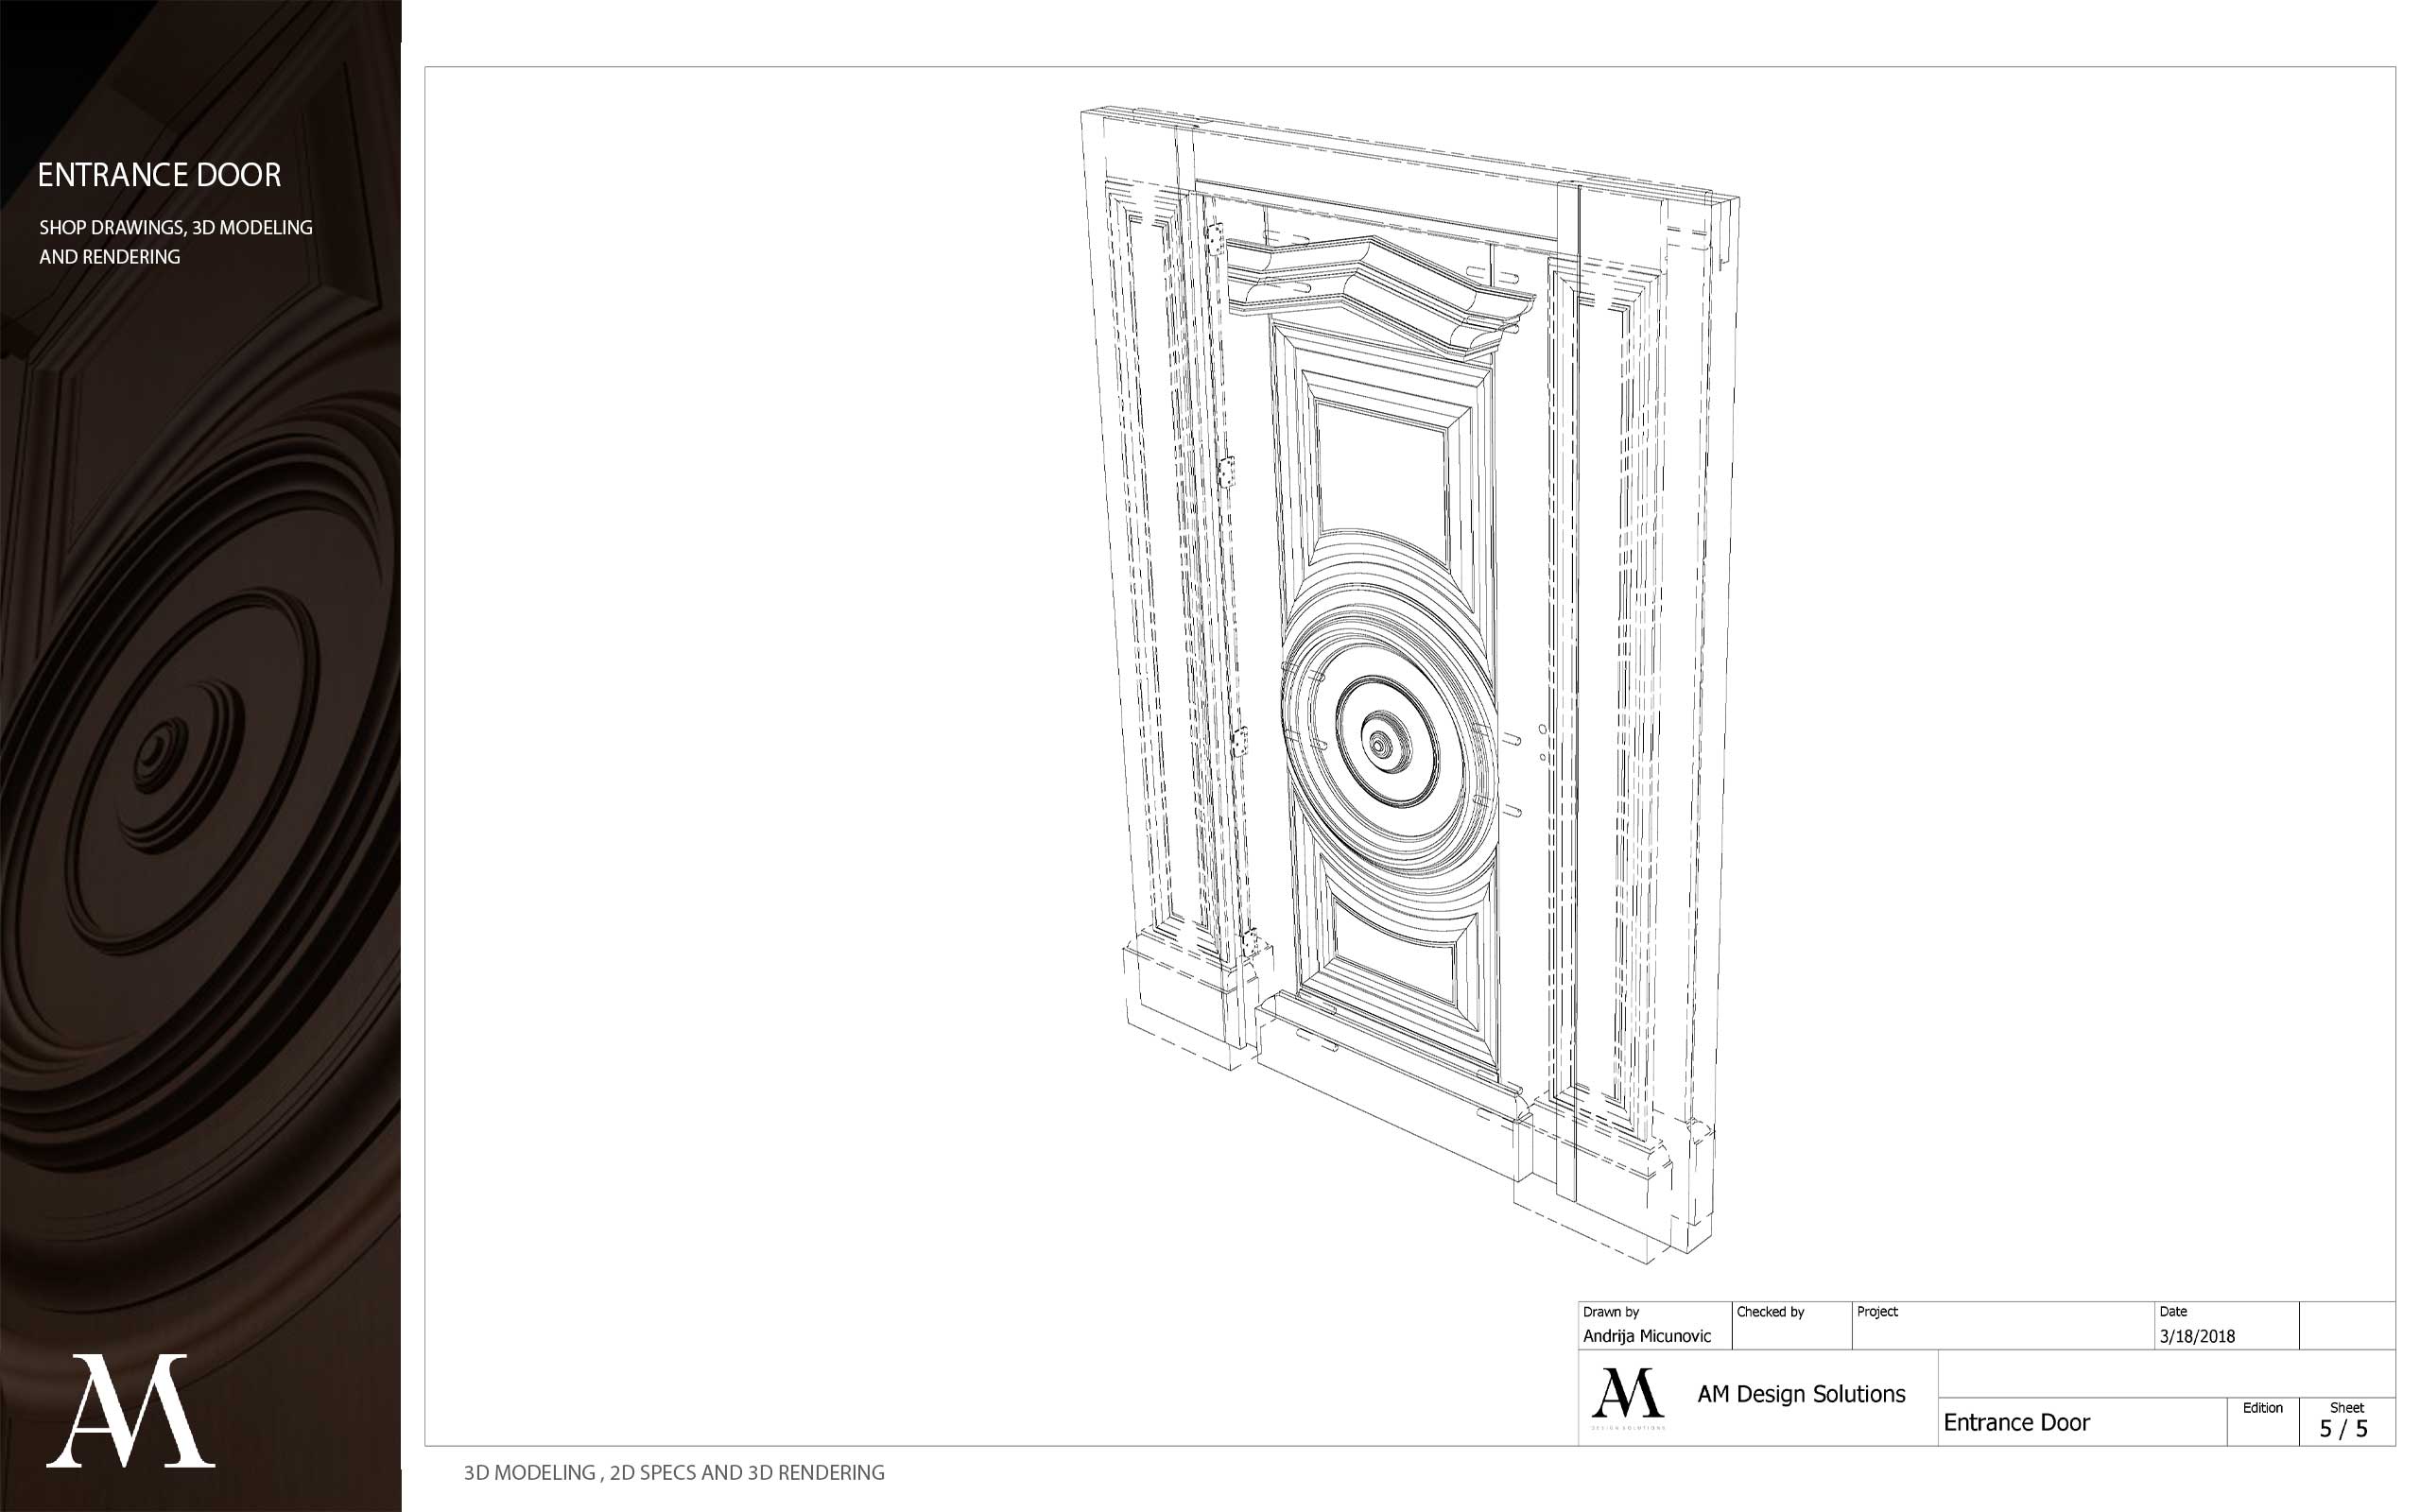 ENTRANCE DOOR
SHOP DRAWINGS, 3D MODELING
AND RENDERING
AM
Drawn by
Andrija Micunovic
Checked by
Project
Date
3/18/2018
AM
DESIGN SOLUTIONS
AM Design Solutions
Entrance Door
Edition
Sheet
5 / 5
3D MODELING , 2D SPECS AND 3D RENDERING